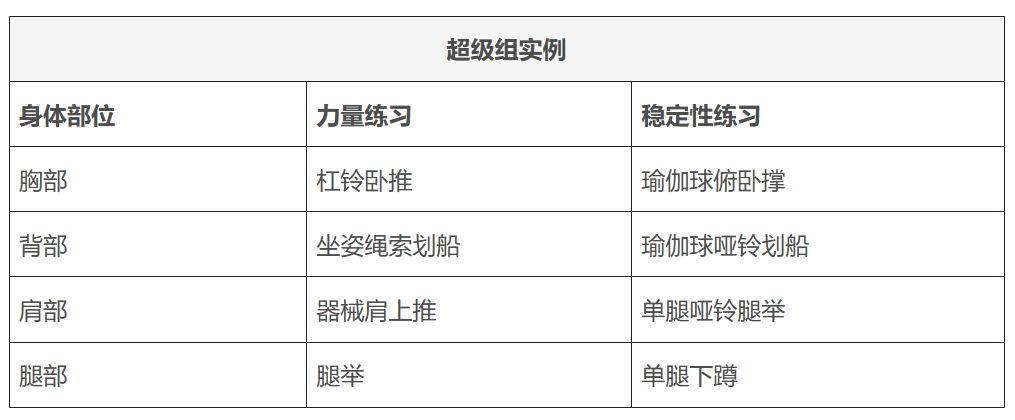 超级组实例
身体部位 力量练习 稳定性练习
胸部 杠铃卧推 瑜伽球俯卧撑
背部 坐姿绳索划船 瑜伽球哑铃划船
肩部 器械肩上推 单腿哑铃腿举
腿部 腿举 单腿下蹲